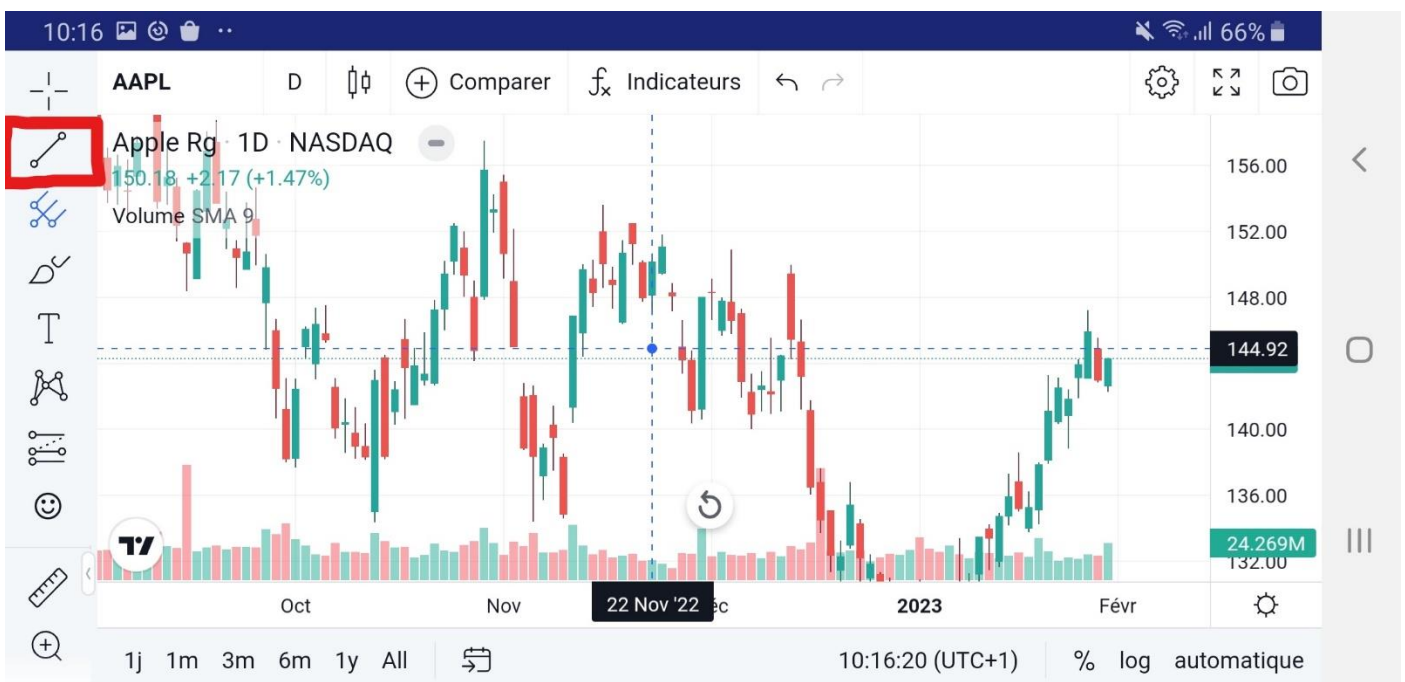 10:16 66%
AAPL D Comparer fx Indicateurs
Apple Rg · 1D · NASDAQ
150.18 +2.17 (+1.47%)
Volume SMA 9
156.00
152.00
148.00
144.92
140.00
136.00
24.269M
132.00
Oct Nov 22 Nov '22 2023 Févr
1j 1m 3m 6m 1y All 10:16:20 (UTC+1) % log automatique